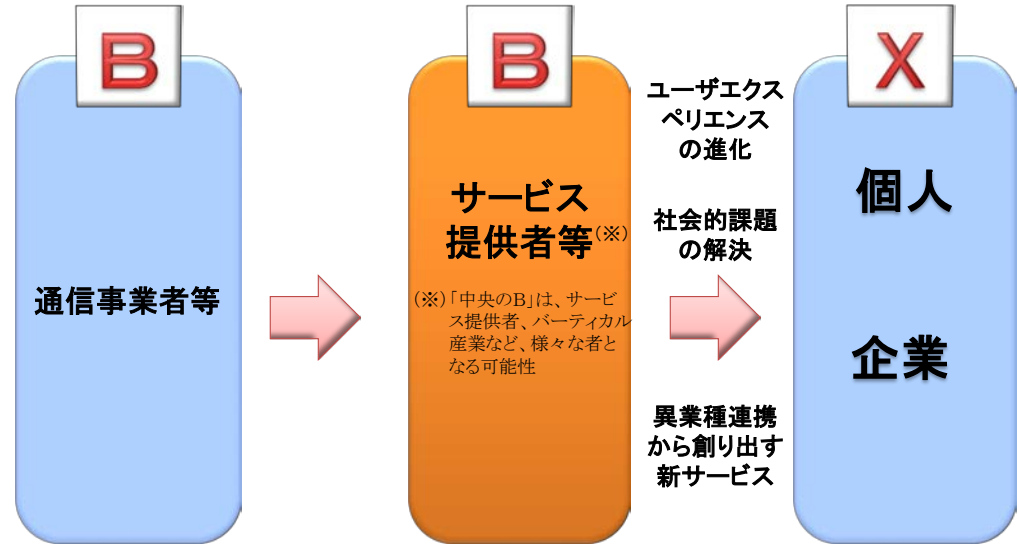 B
通信事業者等
B
サービス
提供者等(※)
(※)「中央のB」は、サービ
ス提供者、バーティカル
産業など、様々な者と
なる可能性
ユーザエクス
ペリエンス
の進化
社会的課題
の解決
異業種連携
から創り出す
新サービス
X
個人
企業